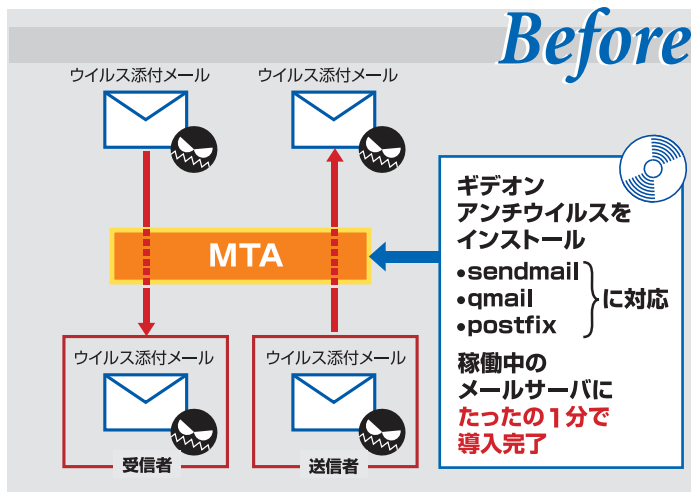 Before
ウイルス添付メール
ウイルス添付メール
MTA
ギデオン
アンチウイルスを
インストール
•sendmail
•qmail
•postfix
に対応
稼働中の
メールサーバに
たったの1分で
導入完了
ウイルス添付メール
受信者
ウイルス添付メール
送信者